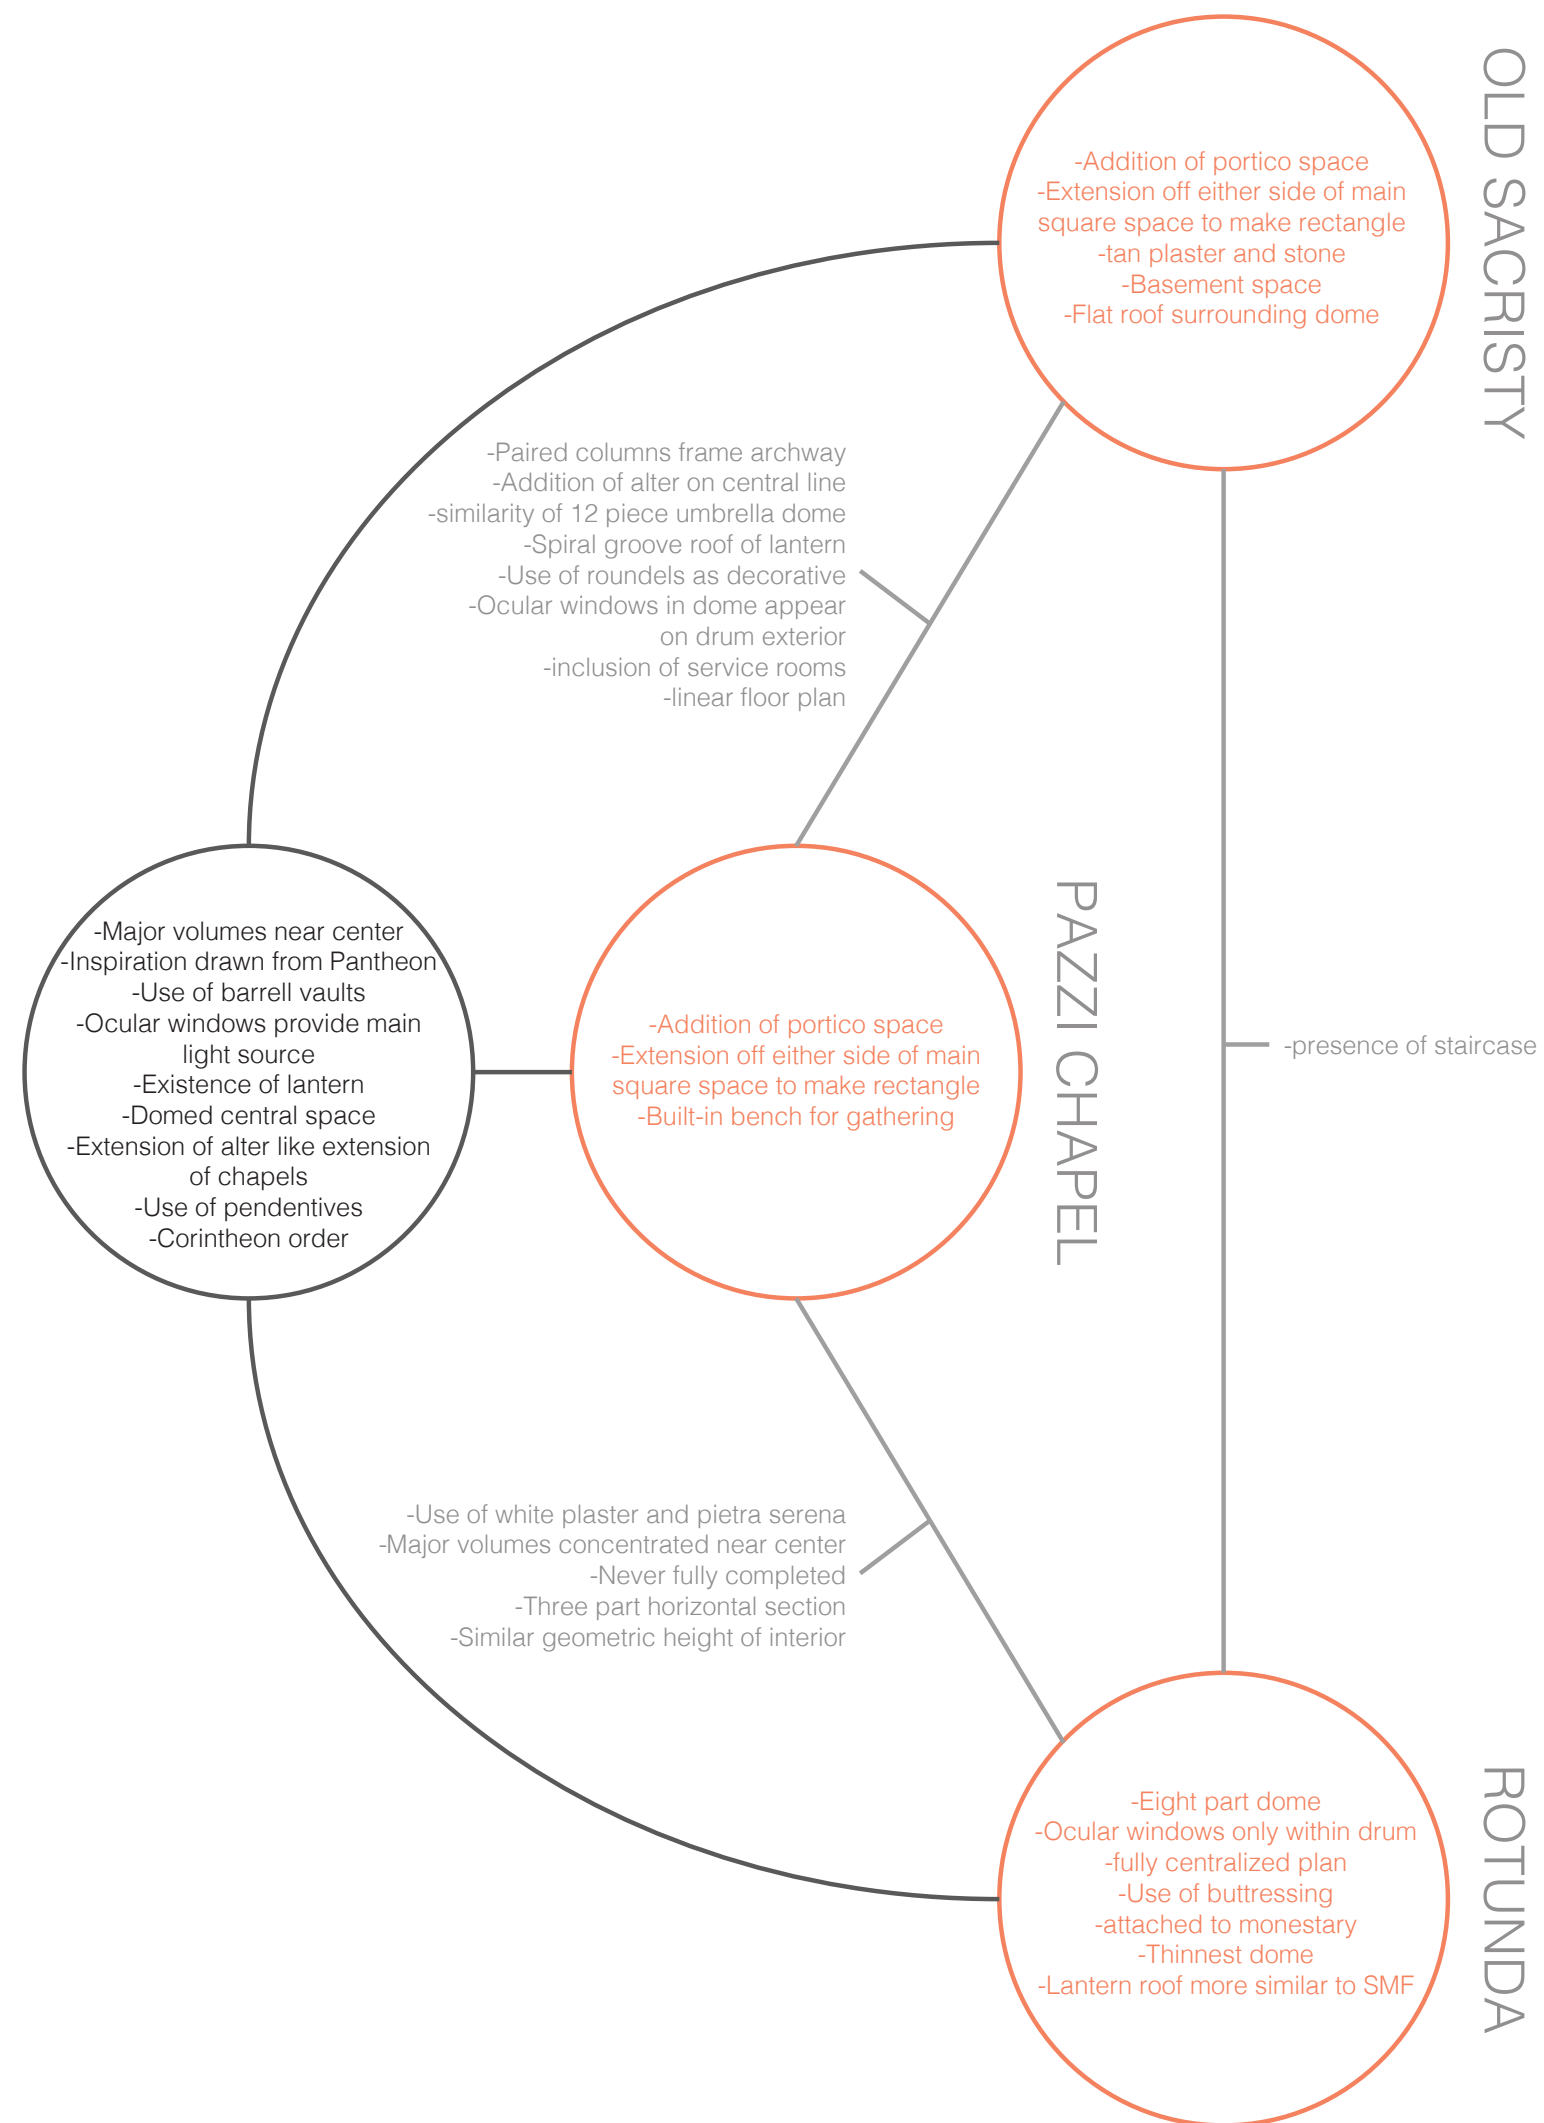 OLD SACRISTY
-Addition of portico space
-Extension off either side of main
square space to make rectangle
-tan plaster and stone
-Basement space
-Flat roof surrounding dome
-Paired columns frame archway
-Addition of alter on central line
-similarity of 12 piece umbrella dome
-Spiral groove roof of lantern
-Use of roundels as decorative
-Ocular windows in dome appear
on drum exterior
-inclusion of service rooms
-linear floor plan
-Major volumes near center
-Inspiration drawn from Pantheon
-Use of barrell vaults
-Ocular windows provide main
light source
-Existence of lantern
-Domed central space
-Extension of alter like extension
of chapels
-Use of pendentives
-Corintheon order
PAZZI CHAPEL
-Addition of portico space
-Extension off either side of main
square space to make rectangle
-Built-in bench for gathering
-presence of staircase
-Use of white plaster and pietra serena
-Major volumes concentrated near center
-Never fully completed
-Three part horizontal section
-Similar geometric height of interior
ROTUNDA
-Eight part dome
-Ocular windows only within drum
-fully centralized plan
-Use of buttressing
-attached to monestary
-Thinnest dome
-Lantern roof more similar to SMF